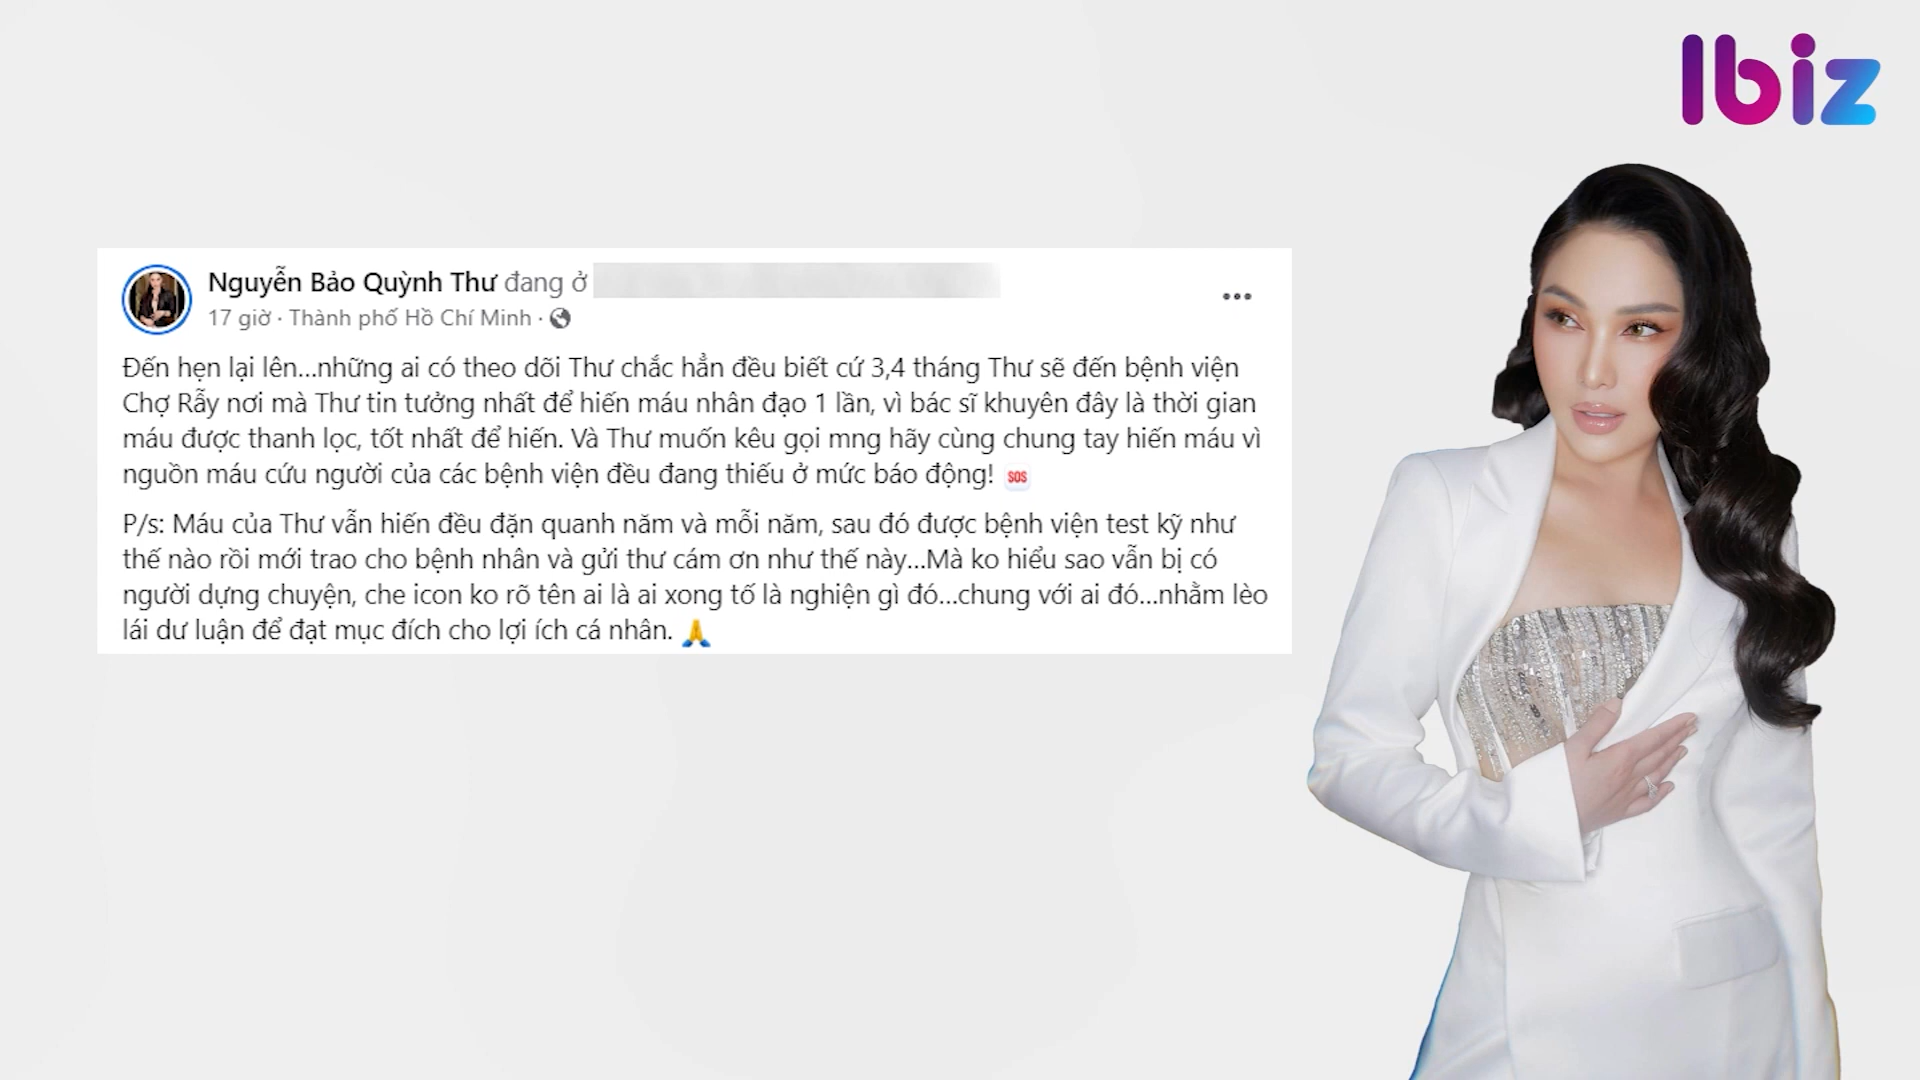 Ibiz
Nguyễn Bảo Quỳnh Thư đang ở
17 giờ · Thành phố Hồ Chí Minh ·
Đến hẹn lại lên...những ai có theo dõi Thư chắc hẳn đều biết cứ 3,4 tháng Thư sẽ đến bệnh viện
Chợ Rẫy nơi mà Thư tin tưởng nhất để hiến máu nhân đạo 1 lần, vì bác sĩ khuyên đây là thời gian
máu được thanh lọc, tốt nhất để hiến. Và Thư muốn kêu gọi mng hãy cùng chung tay hiến máu vì
nguồn máu cứu người của các bệnh viện đều đang thiếu ở mức báo động! SOS
P/s: Máu của Thư vẫn hiến đều đặn quanh năm và mỗi năm, sau đó được bệnh viện test kỹ như
thế nào rồi mới trao cho bệnh nhân và gửi thư cám ơn như thế này...Mà ko hiểu sao vẫn bị có
người dựng chuyện, che icon ko rõ tên ai là ai xong tố là nghiện gì đó...chung với ai đó...nhằm lèo
lái dư luận để đạt mục đích cho lợi ích cá nhân. 🙏